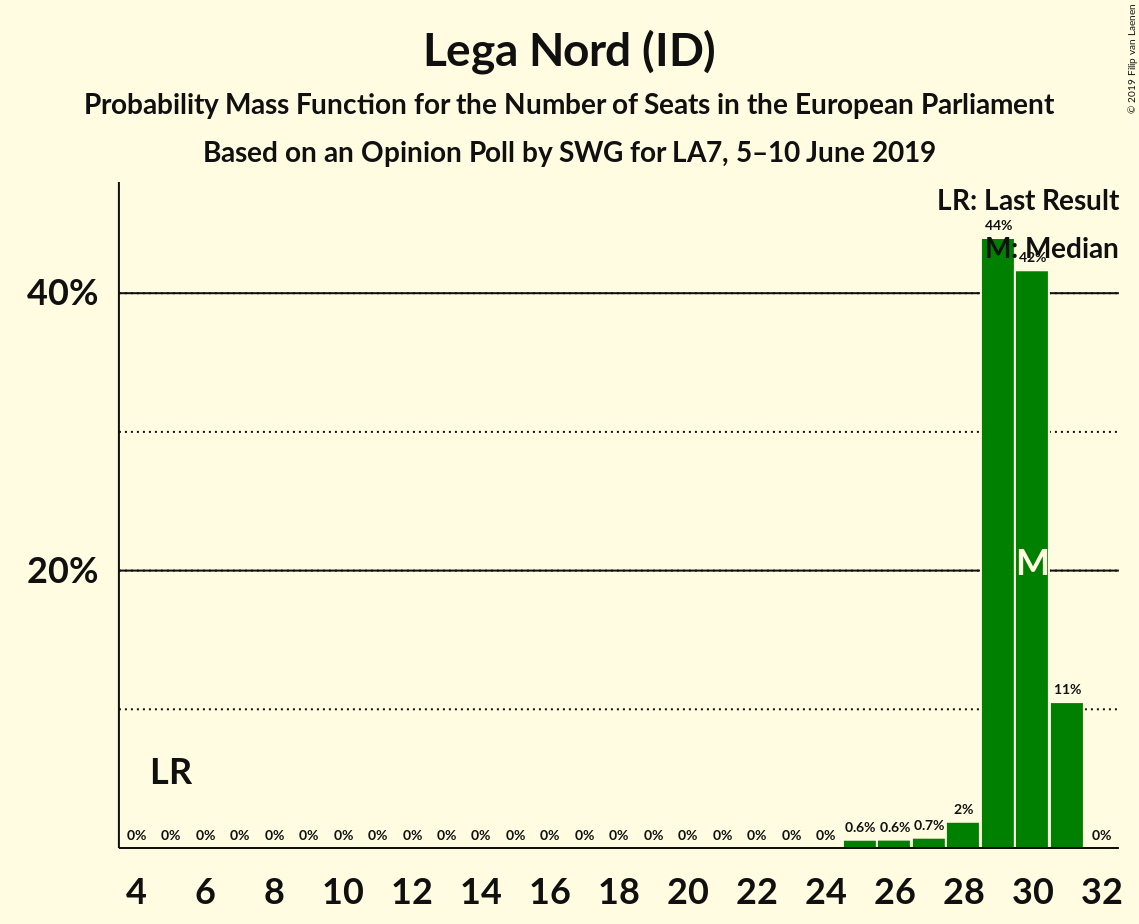 Lega Nord (ID)
Probability Mass Function for the Number of Seats in the European Parliament
Based on an Opinion Poll by SWG for LA7, 5–10 June 2019
© 2019 Filip van Laenen
LR: Last Result
M: Median
44%
42%
40%
20%
M
11%
LR
0% 0% 0% 0% 0% 0% 0% 0% 0% 0% 0% 0% 0% 0% 0% 0% 0% 0% 0% 0% 0% 0.6% 0.6% 0.7% 2% 0%
4 6 8 10 12 14 16 18 20 22 24 26 28 30 32